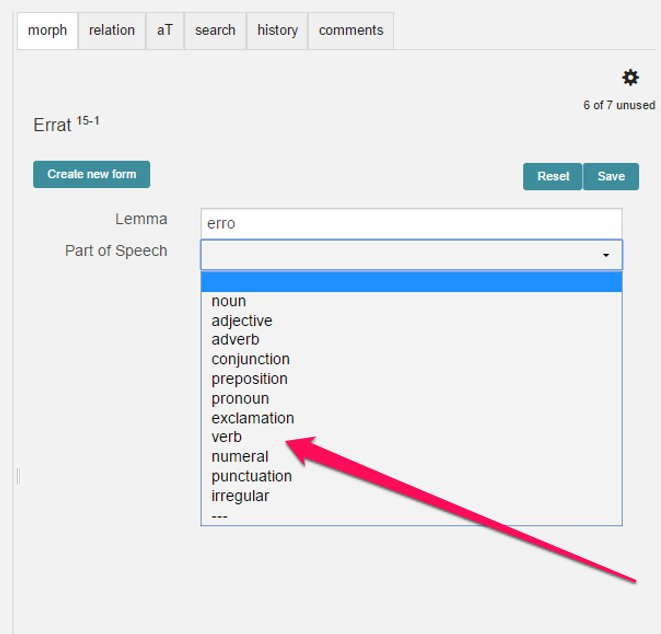 morph relation aT search history comments
6 of 7 unused
Errat 15-1
Create new form Reset Save
Lemma erro
Part of Speech
noun
adjective
adverb
conjunction
preposition
pronoun
exclamation
verb
numeral
punctuation
irregular
---